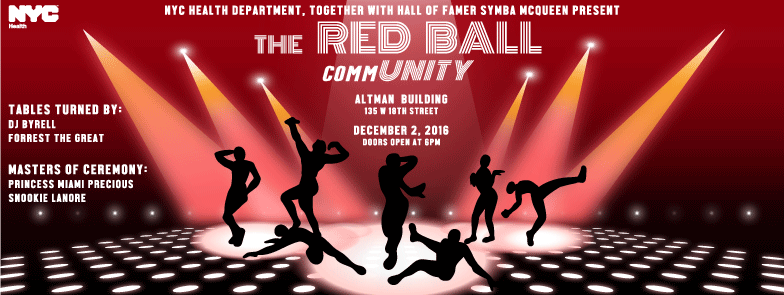 NYC
Health
NYC HEALTH DEPARTMENT, TOGETHER WITH HALL OF FAMER SYMBA MCQUEEN PRESENT
THE RED BALL
COMMUNITY
ALTMAN BUILDING
135 W 18TH STREET
DECEMBER 2, 2016
DOORS OPEN AT 6PM
TABLES TURNED BY:
DJ BYRELL
FORREST THE GREAT
MASTERS OF CEREMONY:
PRINCESS MIAMI PRECIOUS
SNOOKIE LANORE